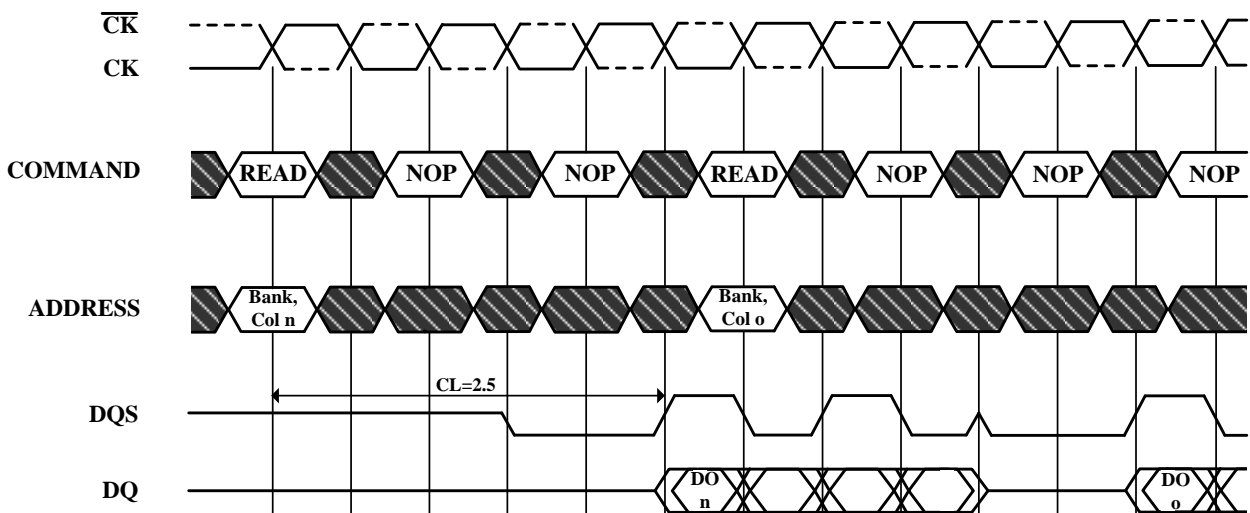 CK
CK
COMMAND
READ NOP NOP READ NOP NOP NOP
ADDRESS
Bank,
Col n
Bank,
Col o
CL=2.5
DQS
DQ
DO
n
DO
o